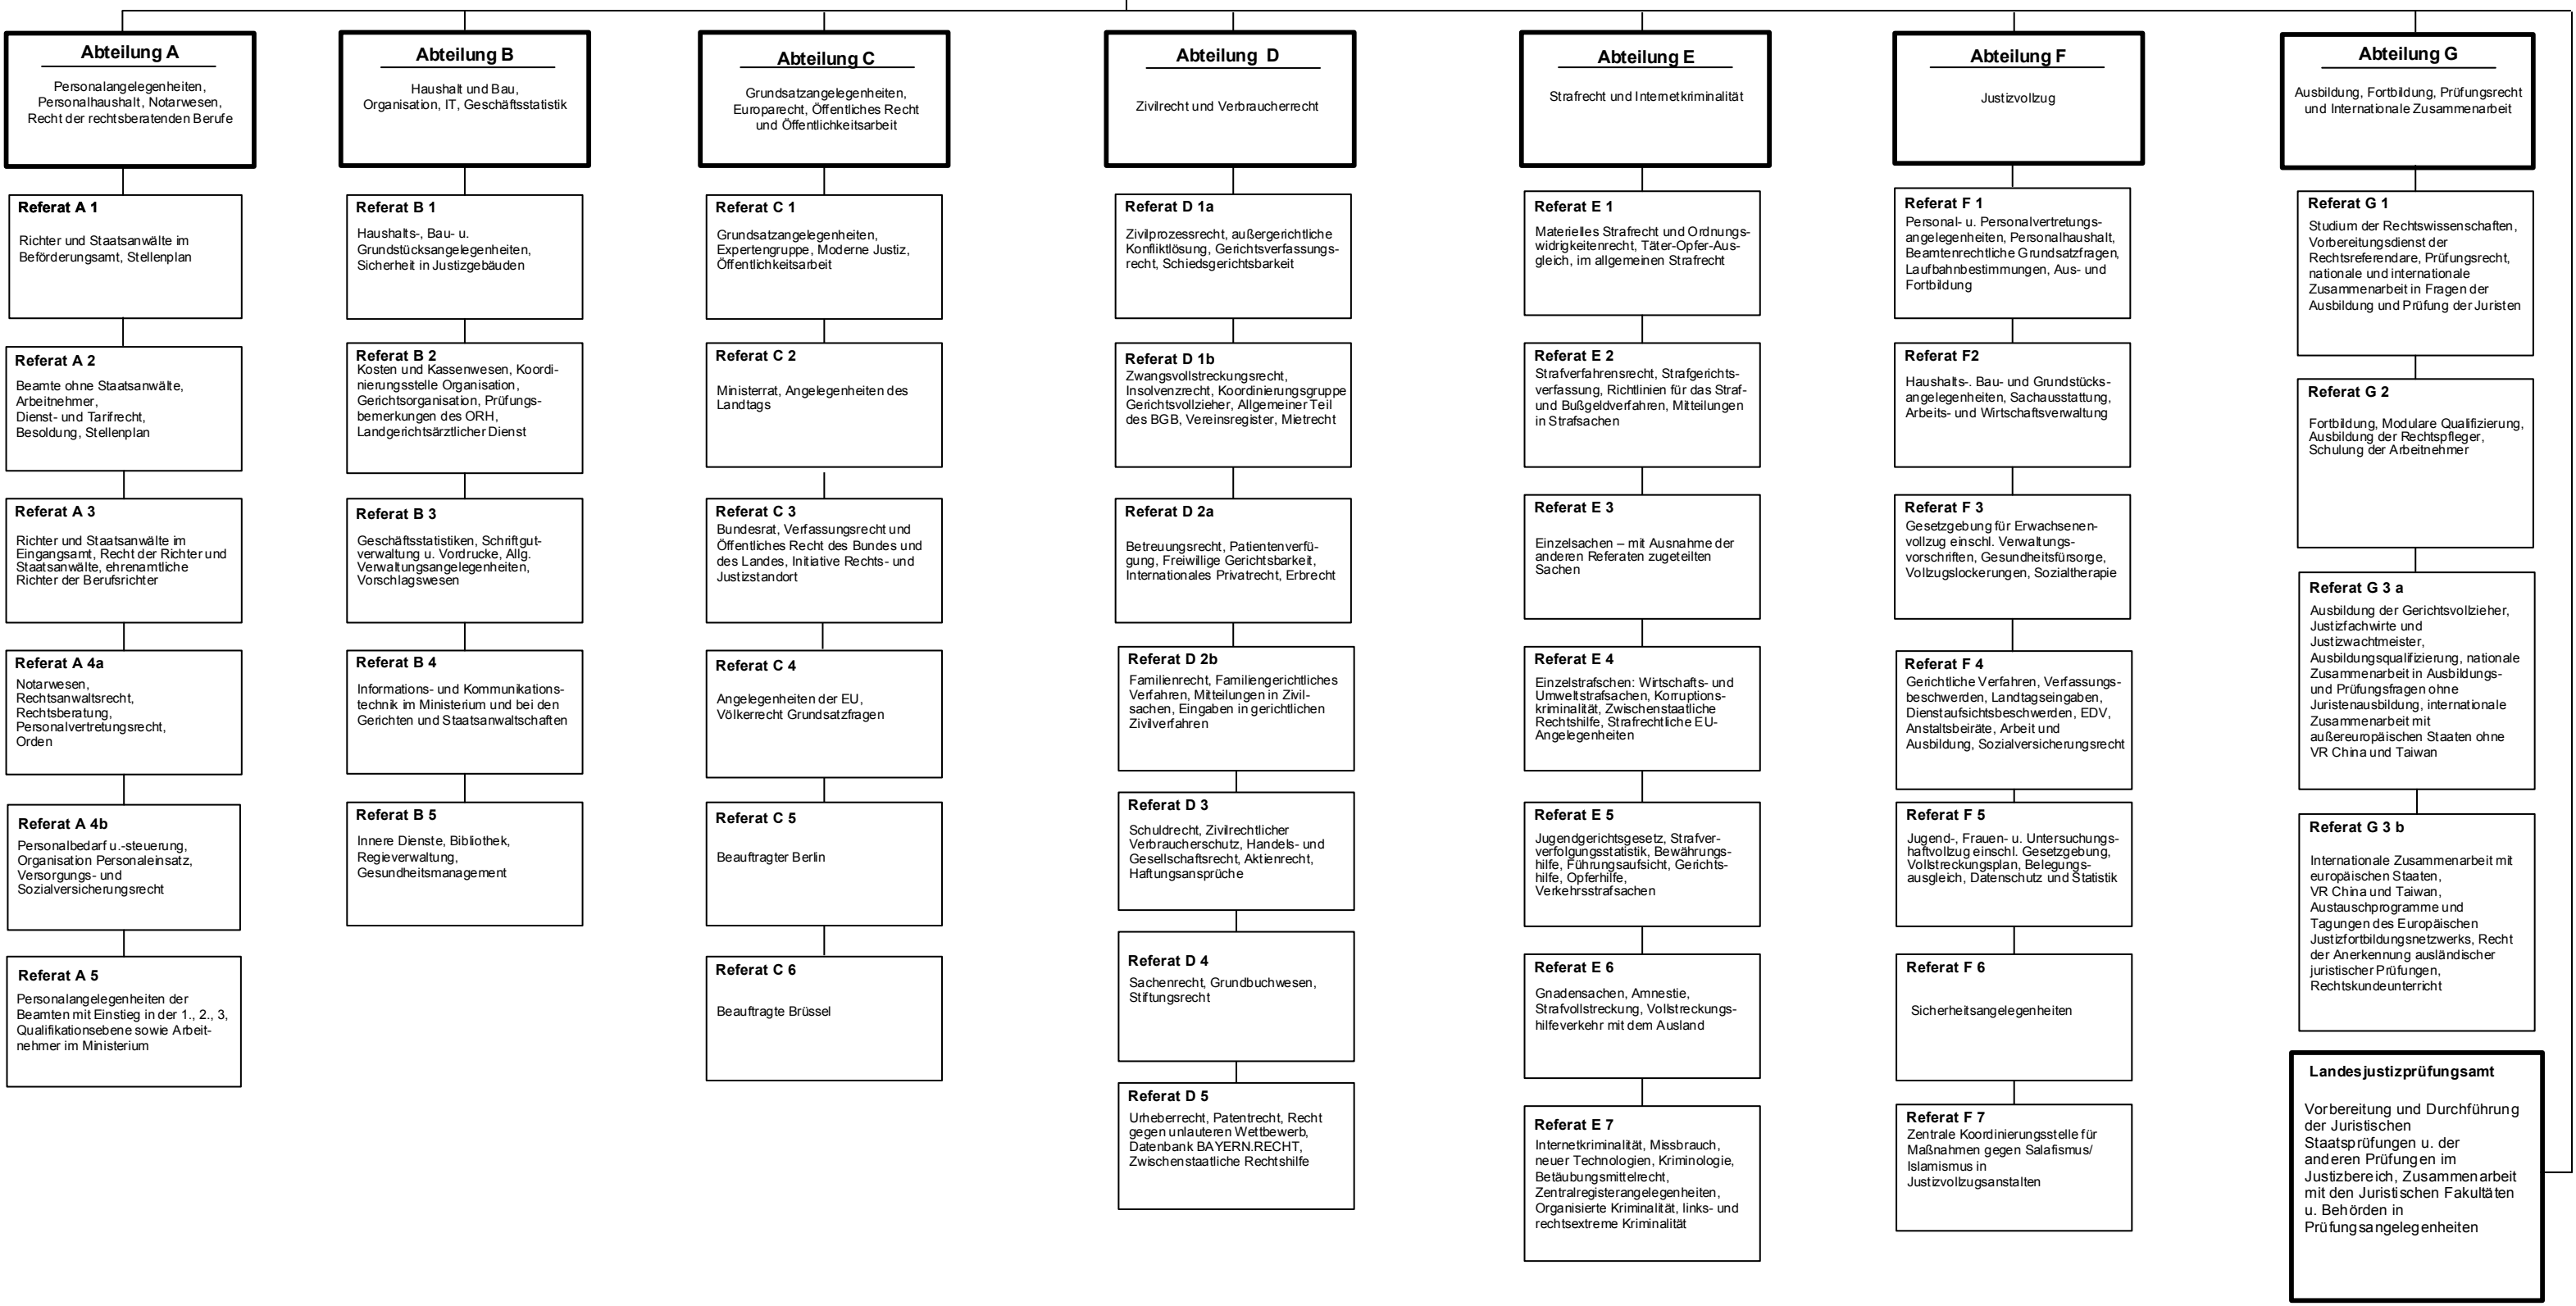 Abteilung A
Personalangelegenheiten,
Personalhaushalt, Notarwesen,
Recht der rechtsberatenden Berufe
Referat A 1
Richter und Staatsanwälte im
Beförderungsamt, Stellenplan
Referat A 2
Beamte ohne Staatsanwälte,
Arbeitnehmer,
Dienst- und Tarifrecht,
Besoldung, Stellenplan
Referat A 3
Richter und Staatsanwälte im
Eingangsamt, Recht der Richter und
Staatsanwälte, ehrenamtliche
Richter der Berufsrichter
Referat A 4a
Notarwesen,
Rechtsanwaltsrecht,
Rechtsberatung,
Personalvertretungsrecht,
Orden
Referat A 4b
Personalbedarf u.-steuerung,
Organisation Personaleinsatz,
Versorgungs- und
Sozialversicherungsrecht
Referat A 5
Personalangelegenheiten der
Beamten mit Einstieg in der 1., 2., 3,
Qualifikationsebene sowie Arbeit-
nehmer im Ministerium
Abteilung B
Haushalt und Bau,
Organisation, IT, Geschäftsstatistik
Referat B 1
Haushalts-, Bau- u.
Grundstücksangelegenheiten,
Sicherheit in Justizgebäuden
Referat B 2
Kosten und Kassenwesen, Koordi-
nierungsstelle Organisation,
Gerichtsorganisation, Prüfungs-
bemerkungen des ORH,
Landgerichtsärztlicher Dienst
Referat B 3
Geschäftsstatistiken, Schriftgut-
verwaltung u. Vordrucke, Allg.
Verwaltungsangelegenheiten,
Vorschlagswesen
Referat B 4
Informations- und Kommunikations-
technik im Ministerium und bei den
Gerichten und Staatsanwaltschaften
Referat B 5
Innere Dienste, Bibliothek,
Regieverwaltung,
Gesundheitsmanagement
Abteilung C
Grundsatzangelegenheiten,
Europarecht, Öffentliches Recht
und Öffentlichkeitsarbeit
Referat C 1
Grundsatzangelegenheiten,
Expertengruppe, Moderne Justiz,
Öffentlichkeitsarbeit
Referat C 2
Ministerrat, Angelegenheiten des
Landtags
Referat C 3
Bundesrat, Verfassungsrecht und
Öffentliches Recht des Bundes und
des Landes, Initiative Rechts- und
Justizstandort
Referat C 4
Angelegenheiten der EU,
Völkerrecht Grundsatzfragen
Referat C 5
Beauftragter Berlin
Referat C 6
Beauftragte Brüssel
Abteilung D
Zivilrecht und Verbraucherrecht
Referat D 1a
Zivilprozessrecht, außergerichtliche
Konfliktlösung, Gerichtsverfassungs-
recht, Schiedsgerichtsbarkeit
Referat D 1b
Zwangsvollstreckungsrecht,
Insolvenzrecht, Koordinierungsgruppe
Gerichtsvollzieher, Allgemeiner Teil
des BGB, Vereinsregister, Mietrecht
Referat D 2a
Betreuungsrecht, Patientenverfü-
gung, Freiwillige Gerichtsbarkeit,
Internationales Privatrecht, Erbrecht
Referat D 2b
Familienrecht, Familiengerichtliches
Verfahren, Mitteilungen in Zivil-
sachen, Eingaben in gerichtlichen
Zivilverfahren
Referat D 3
Schuldrecht, Zivilrechtlicher
Verbraucherschutz, Handels- und
Gesellschaftsrecht, Aktienrecht,
Haftungsansprüche
Referat D 4
Sachenrecht, Grundbuchwesen,
Stiftungsrecht
Referat D 5
Urheberrecht, Patentrecht, Recht
gegen unlauteren Wettbewerb,
Datenbank BAYERN.RECHT,
Zwischenstaatliche Rechtshilfe
Abteilung E
Strafrecht und Internetkriminalität
Referat E 1
Materielles Strafrecht und Ordnungs-
widrigkeitenrecht, Täter-Opfer-Aus-
gleich, im allgemeinen Strafrecht
Referat E 2
Strafverfahrensrecht, Strafgerichts-
verfassung, Richtlinien für das Straf-
und Bußgeldverfahren, Mitteilungen
in Strafsachen
Referat E 3
Einzelsachen – mit Ausnahme der
anderen Referaten zugeteilten
Sachen
Referat E 4
Einzelstrafschen: Wirtschafts- und
Umweltstrafsachen, Korruptions-
kriminalität, Zwischenstaatliche
Rechtshilfe, Strafrechtliche EU-
Angelegenheiten
Referat E 5
Jugendgerichtsgesetz, Strafver-
verfolgungsstatistik, Bewährungs-
hilfe, Führungsaufsicht, Gerichts-
hilfe, Opferhilfe,
Verkehrsstrafsachen
Referat E 6
Gnadensachen, Amnestie,
Strafvollstreckung, Vollstreckungs-
hilfeverkehr mit dem Ausland
Referat E 7
Internetkriminalität, Missbrauch,
neuer Technologien, Kriminologie,
Betäubungsmittelrecht,
Zentralregisterangelegenheiten,
Organisierte Kriminalität, links- und
rechtsextreme Kriminalität
Abteilung F
Justizvollzug
Referat F 1
Personal- u. Personalvertretungs-
angelegenheiten, Personalhaushalt,
Beamtenrechtliche Grundsatzfragen,
Laufbahnbestimmungen, Aus- und
Fortbildung
Referat F2
Haushalts-. Bau- und Grundstücks-
angelegenheiten, Sachausstattung,
Arbeits- und Wirtschaftsverwaltung
Referat F 3
Gesetzgebung für Erwachsenen-
vollzug einschl. Verwaltungs-
vorschriften, Gesundheitsfürsorge,
Vollzugslockerungen, Sozialtherapie
Referat F 4
Gerichtliche Verfahren, Verfassungs-
beschwerden, Landtagseingaben,
Dienstaufsichtsbeschwerden, EDV,
Anstaltsbeiräte, Arbeit und
Ausbildung, Sozialversicherungsrecht
Referat F 5
Jugend-, Frauen- u. Untersuchungs-
haftvollzug einschl. Gesetzgebung,
Vollstreckungsplan, Belegungs-
ausgleich, Datenschutz und Statistik
Referat F 6
Sicherheitsangelegenheiten
Referat F 7
Zentrale Koordinierungsstelle für
Maßnahmen gegen Salafismus/
Islamismus in
Justizvollzugsanstalten
Abteilung G
Ausbildung, Fortbildung, Prüfungsrecht
und Internationale Zusammenarbeit
Referat G 1
Studium der Rechtswissenschaften,
Vorbereitungsdienst der
Rechtsreferendare, Prüfungsrecht,
nationale und internationale
Zusammenarbeit in Fragen der
Ausbildung und Prüfung der Juristen
Referat G 2
Fortbildung, Modulare Qualifizierung,
Ausbildung der Rechtspfleger,
Schulung der Arbeitnehmer
Referat G 3 a
Ausbildung der Gerichtsvollzieher,
Justizfachwirte und
Justizwachtmeister,
Ausbildungsqualifizierung, nationale
Zusammenarbeit in Ausbildungs-
und Prüfungsfragen ohne
Juristenausbildung, internationale
Zusammenarbeit mit
außereuropäischen Staaten ohne
VR China und Taiwan
Referat G 3 b
Internationale Zusammenarbeit mit
europäischen Staaten,
VR China und Taiwan,
Austauschprogramme und
Tagungen des Europäischen
Justizfortbildungsnetzwerks, Recht
der Anerkennung ausländischer
juristischer Prüfungen,
Rechtskundeunterricht
Landesjustizprüfungsamt
Vorbereitung und Durchführung
der Juristischen
Staatsprüfungen u. der
anderen Prüfungen im
Justizbereich, Zusammenarbeit
mit den Juristischen Fakultäten
u. Behörden in
Prüfungsangelegenheiten